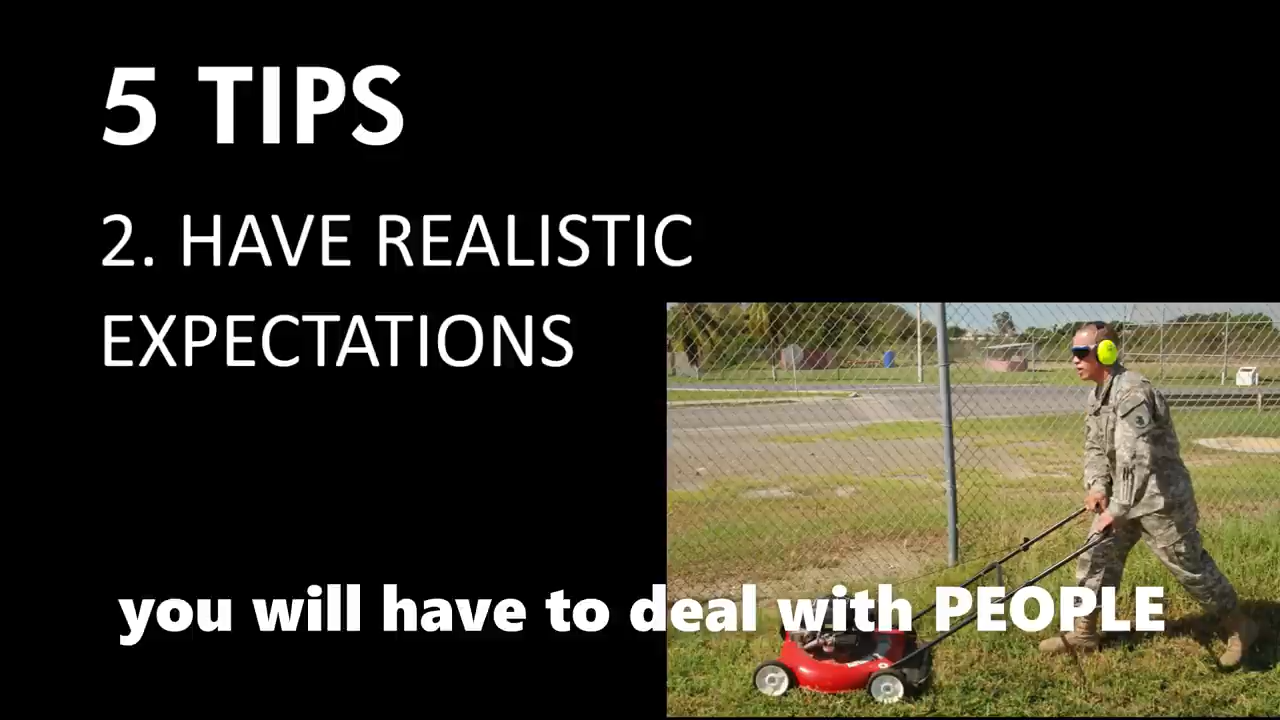 5 TIPS
2. HAVE REALISTIC
EXPECTATIONS
you will have to deal with PEOPLE